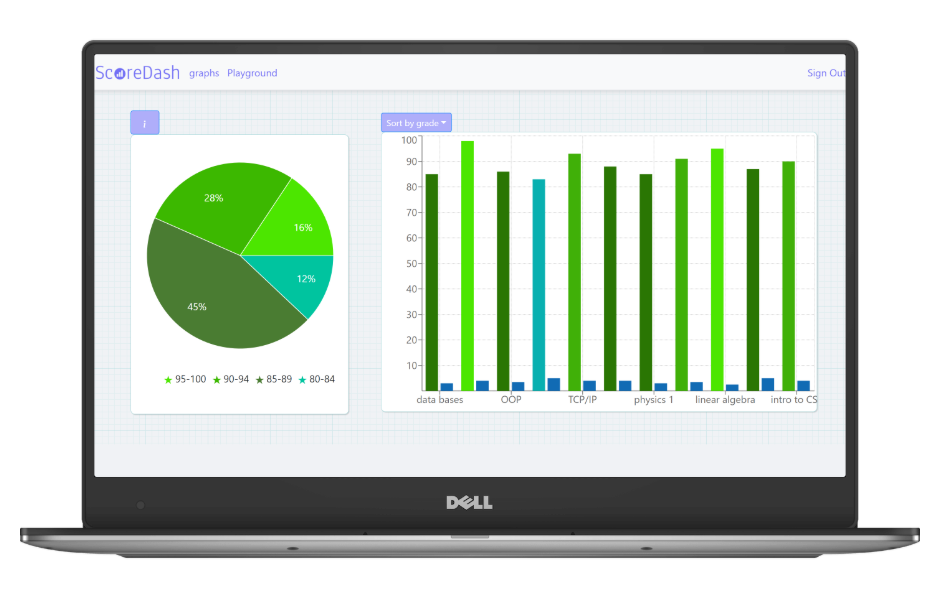 ScoreDash graphs Playground Sign Out
i
Sort by grade
28%
16%
12%
45%
95-100 90-94 85-89 80-84
100
90
80
70
60
50
40
30
20
10
data bases OOP TCP/IP physics 1 linear algebra intro to CS
DELL